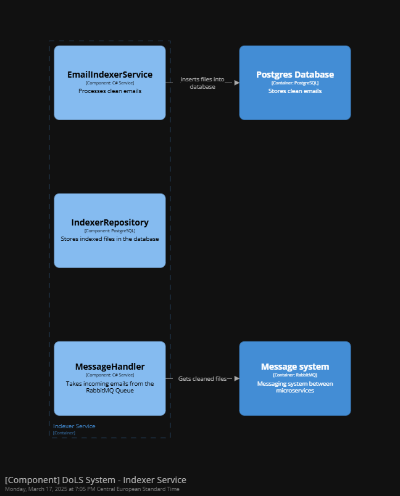 EmailIndexerService
[Component: C# Service]
Processes clean emails
Inserts files into
database
Postgres Database
[Container: PostgreSQL]
Stores clean emails
IndexerRepository
[Component: PostgreSQL]
Stores indexed files in the database
MessageHandler
[Component: C# Service]
Takes incoming emails from the
RabbitMQ Queue
Gets cleaned files
Message system
[Container: RabbitMQ]
Messaging system between
microservices
Indexer Service
[Container]
[Component] DoLS System - Indexer Service
Monday, March 17, 2025 at 7:05 PM Central European Standard Time